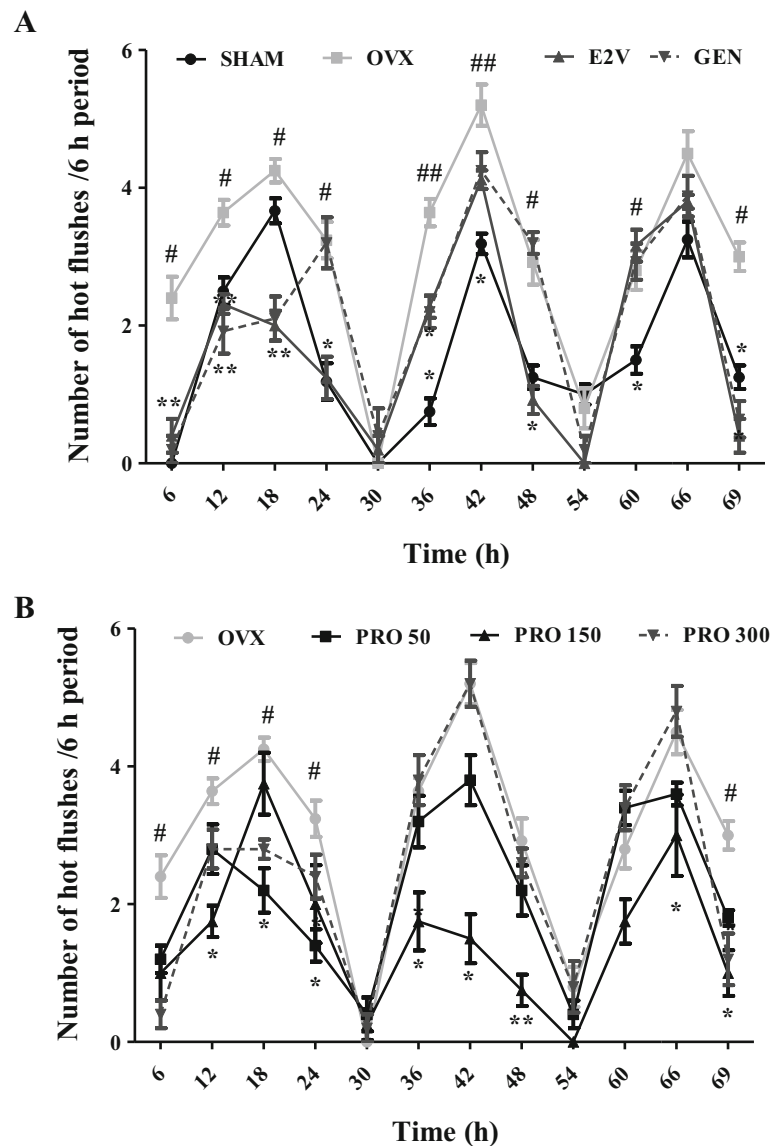 A
SHAM OVX E2V GEN
Number of hot flushes /6 h period
6
4
2
0
# # # # ## ## # # #
** ** ** ** * * * * * * * *
6 12 18 24 30 36 42 48 54 60 66 69
Time (h)
B
OVX PRO 50 PRO 150 PRO 300
Number of hot flushes /6 h period
6
4
2
0
# # # # #
* * * * * * ** * *
6 12 18 24 30 36 42 48 54 60 66 69
Time (h)